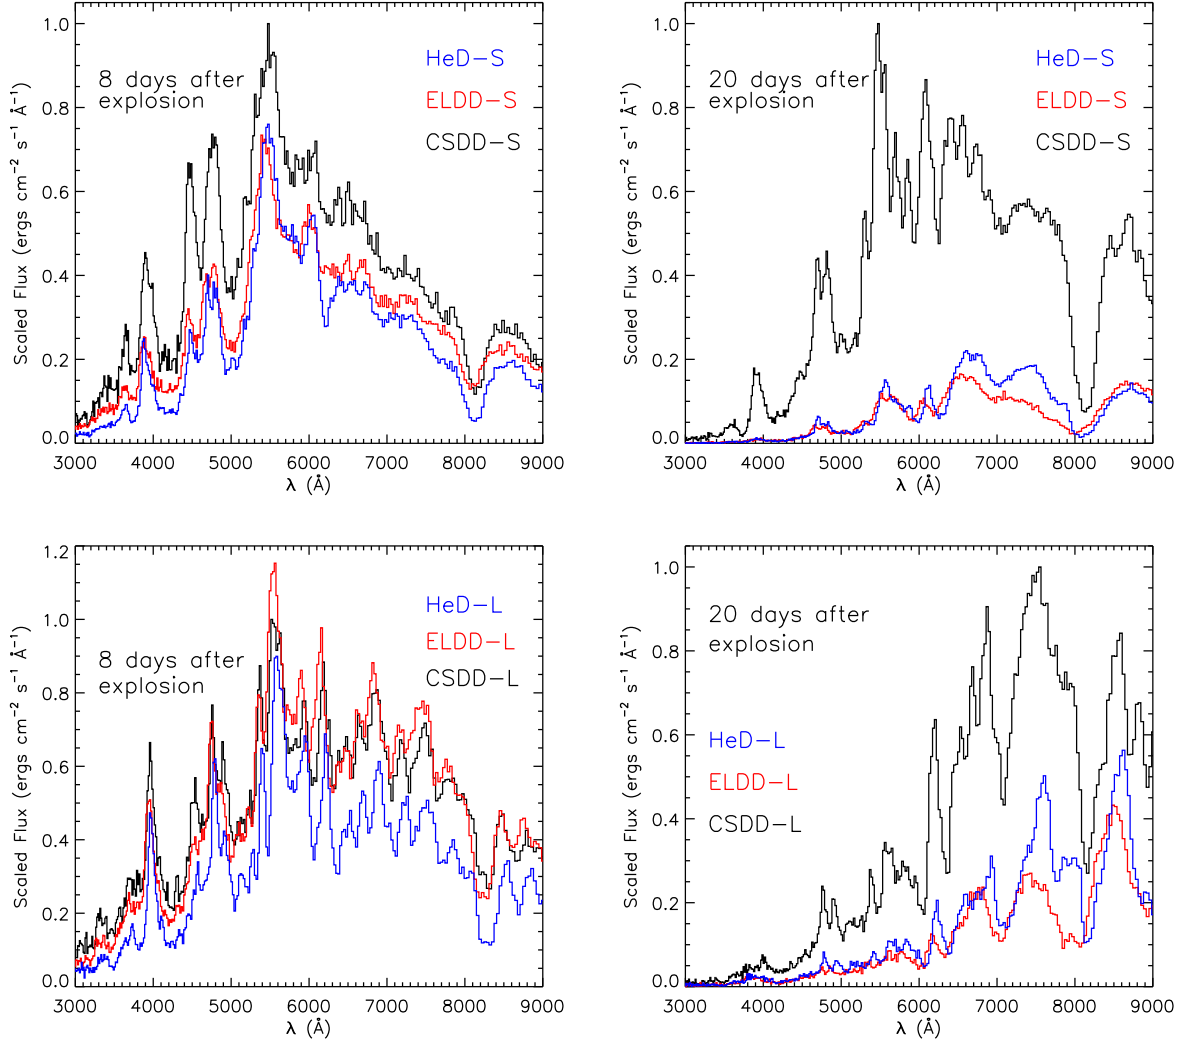 1.0
0.8
0.6
0.4
0.2
0.0
Scaled Flux (ergs cm−2 s−1 Å−1)
8 days after
explosion
HeD−S
ELDD−S
CSDD−S
3000 4000 5000 6000 7000 8000 9000
λ (Å)
1.0
0.8
0.6
0.4
0.2
0.0
Scaled Flux (ergs cm−2 s−1 Å−1)
20 days after
explosion
HeD−S
ELDD−S
CSDD−S
3000 4000 5000 6000 7000 8000 9000
λ (Å)
1.2
1.0
0.8
0.6
0.4
0.2
0.0
Scaled Flux (ergs cm−2 s−1 Å−1)
8 days after
explosion
HeD−L
ELDD−L
CSDD−L
3000 4000 5000 6000 7000 8000 9000
λ (Å)
1.0
0.8
0.6
0.4
0.2
0.0
Scaled Flux (ergs cm−2 s−1 Å−1)
20 days after
explosion
HeD−L
ELDD−L
CSDD−L
3000 4000 5000 6000 7000 8000 9000
λ (Å)